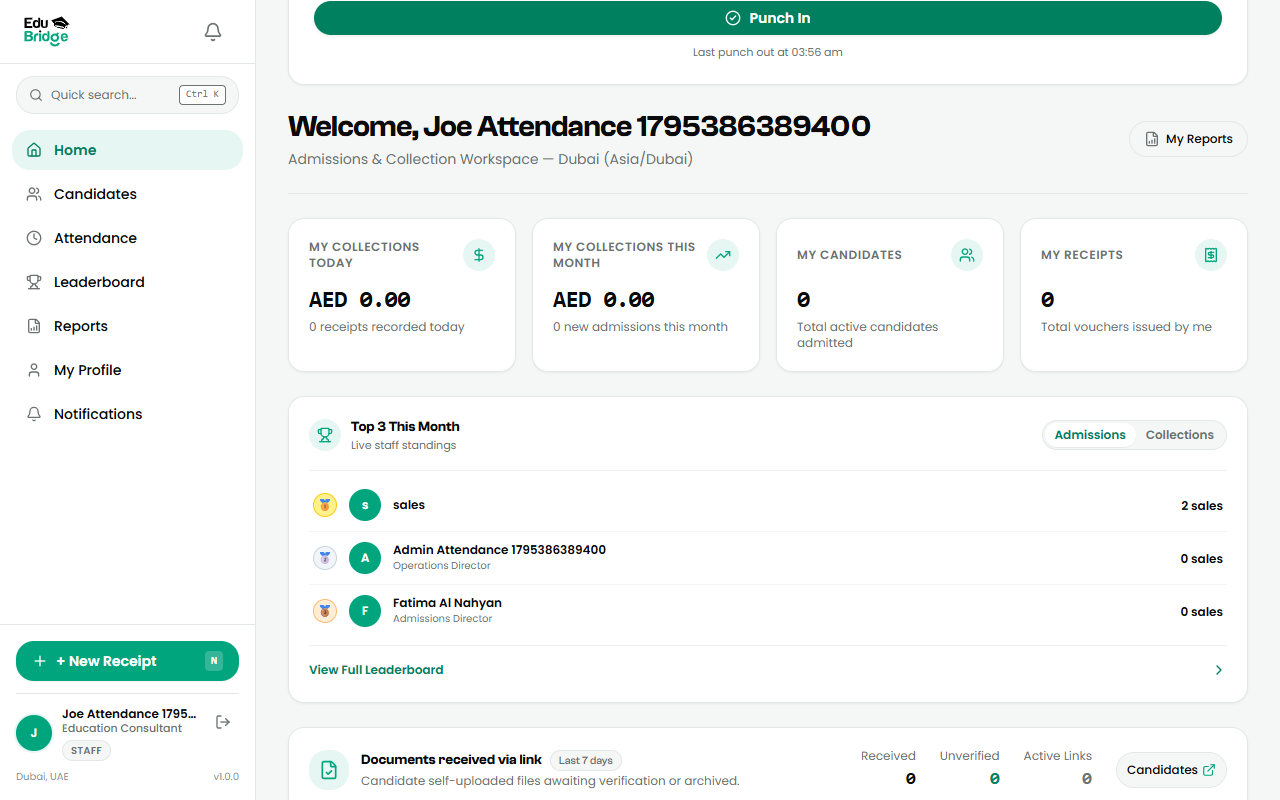 Edu
Bridge
Quick search...
Ctrl K
Home
Candidates
Attendance
Leaderboard
Reports
My Profile
Notifications
+ New Receipt
N
J
Joe Attendance 1795...
Education Consultant
STAFF
Dubai, UAE
v1.0.0
Punch In
Last punch out at 03:56 am
Welcome, Joe Attendance 1795386389400
Admissions & Collection Workspace — Dubai (Asia/Dubai)
My Reports
MY COLLECTIONS
TODAY
AED 0.00
0 receipts recorded today
MY COLLECTIONS THIS
MONTH
AED 0.00
0 new admissions this month
MY CANDIDATES
0
Total active candidates
admitted
MY RECEIPTS
0
Total vouchers issued by me
Top 3 This Month
Live staff standings
Admissions
Collections
s
sales
2 sales
A
Admin Attendance 1795386389400
Operations Director
0 sales
F
Fatima Al Nahyan
Admissions Director
0 sales
View Full Leaderboard
Documents received via link
Last 7 days
Candidate self-uploaded files awaiting verification or archived.
Received
0
Unverified
0
Active Links
0
Candidates